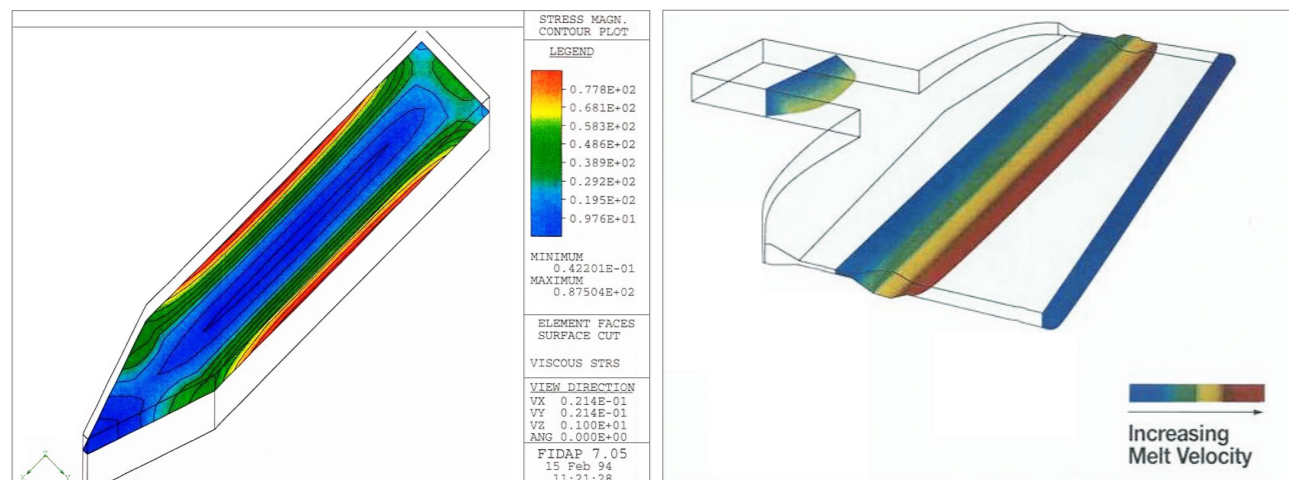 STRESS MAGN.
CONTOUR PLOT
LEGEND
0.778E+02
0.681E+02
0.583E+02
0.486E+02
0.389E+02
0.292E+02
0.195E+02
0.976E+01
MINIMUM
0.42201E-01
MAXIMUM
0.87504E+02
ELEMENT FACES
SURFACE CUT
VISCOUS STRS
VIEW DIRECTION
VX 0.214E-01
VY 0.214E-01
VZ 0.100E+01
ANG 0.000E+00
FIDAP 7.05
15 Feb 94
11:21:28
Z
X
Y
Increasing
Melt Velocity